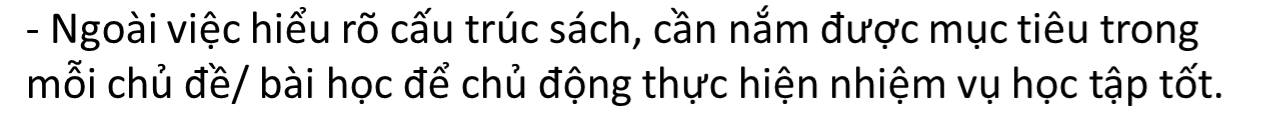 - Ngoài việc hiểu rõ cấu trúc sách, cần nắm được mục tiêu trong
mỗi chủ đề/ bài học để chủ động thực hiện nhiệm vụ học tập tốt.